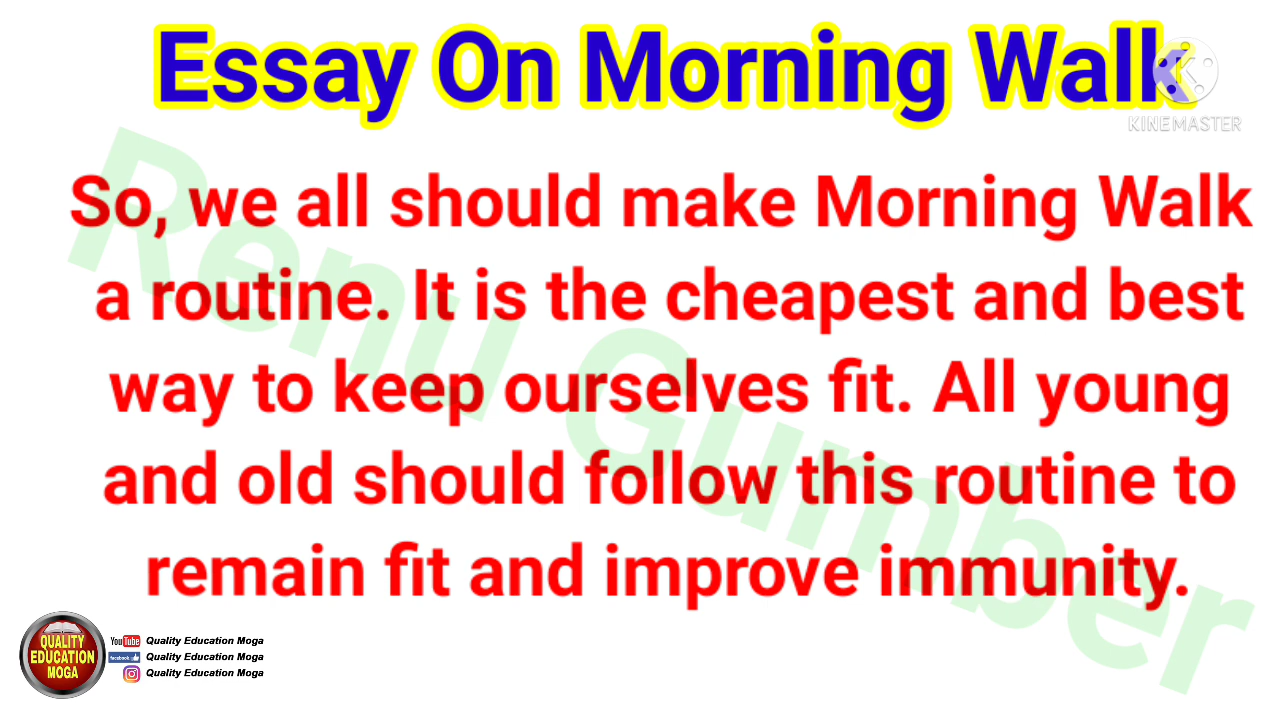 Essay On Morning Walk
KINEMASTER
So, we all should make Morning Walk
a routine. It is the cheapest and best
way to keep ourselves fit. All young
and old should follow this routine to
remain fit and improve immunity.
Renu Gumber
QUALITY
EDUCATION
MOGA
YouTube Quality Education Moga
facebook Quality Education Moga
Quality Education Moga